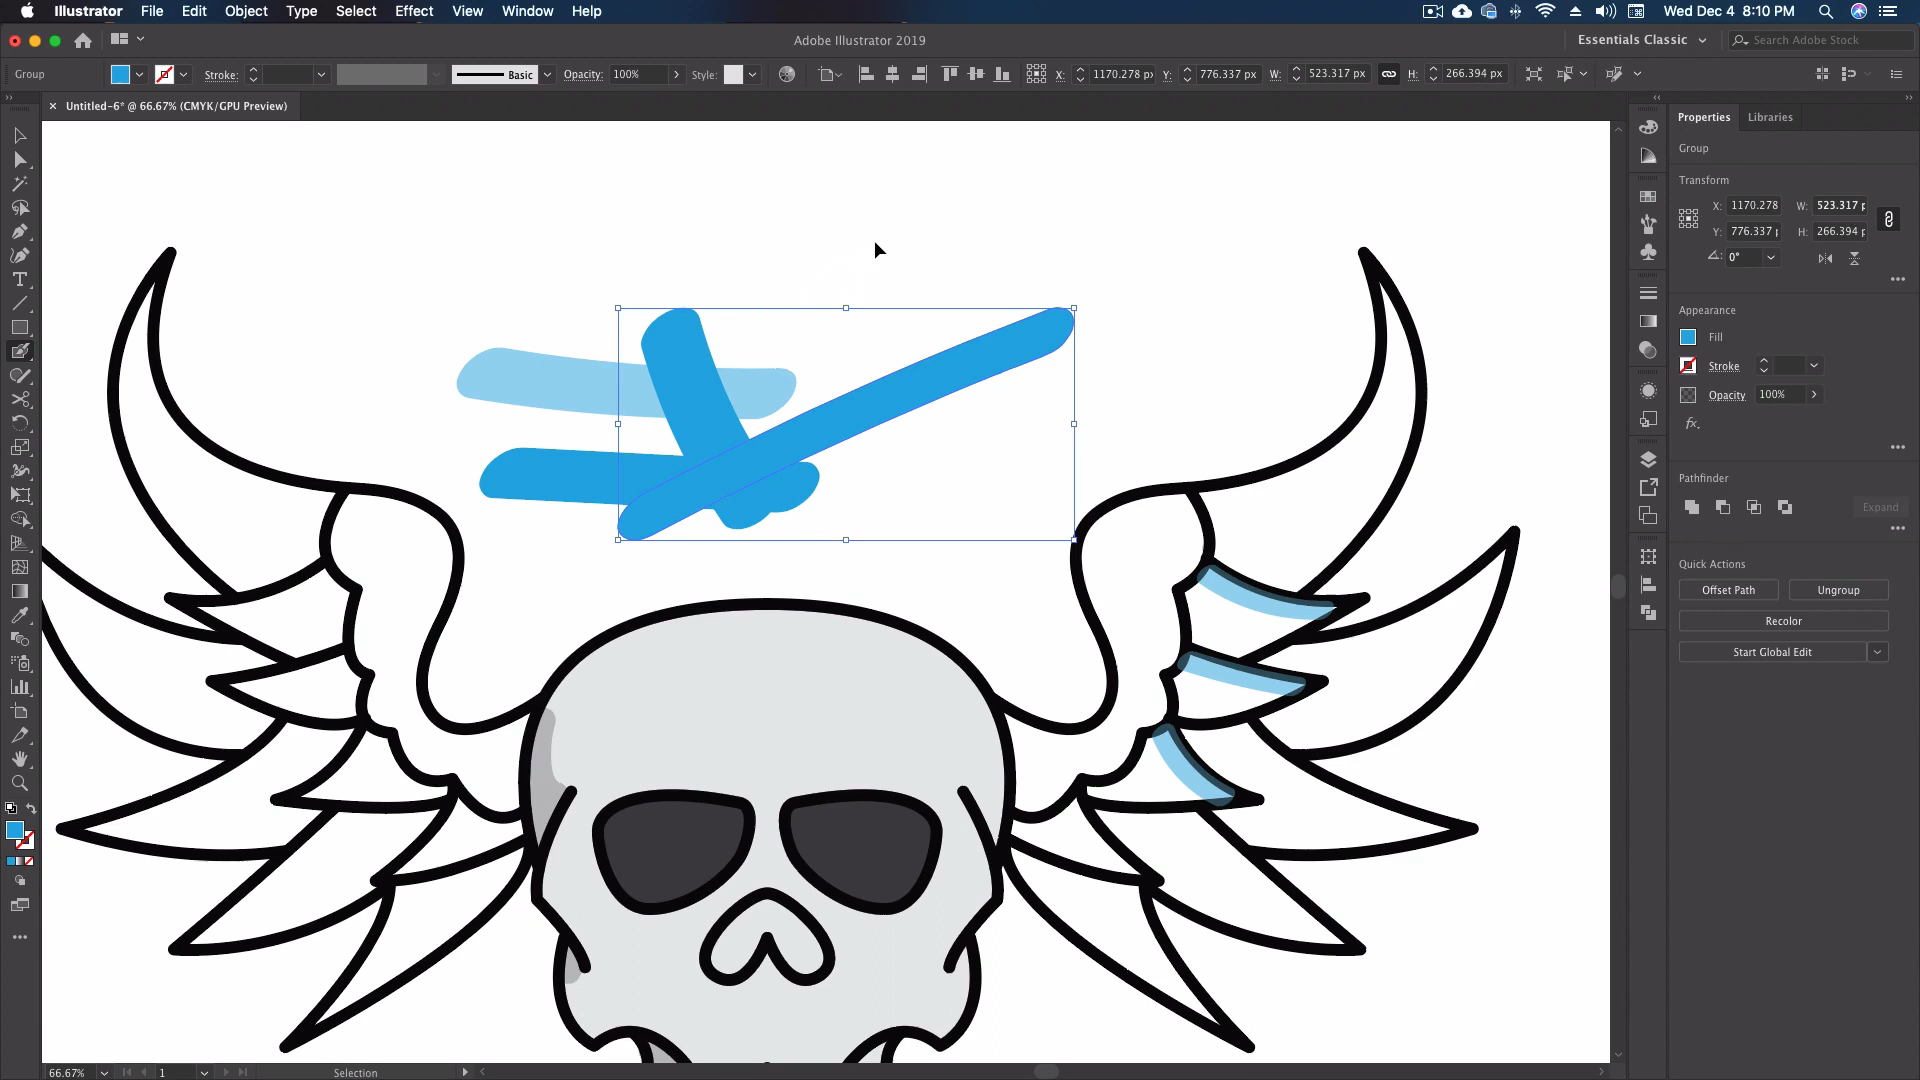 Illustrator File Edit Object Type Select Effect View Window Help Wed Dec 4 8:10 PM
Adobe Illustrator 2019 Essentials Classic Search Adobe Stock
Group Stroke: Basic Opacity: 100% Style: X: 1170.278 px Y: 776.337 px W: 523.317 px H: 266.394 px
Untitled-6* @ 66.67% (CMYK/GPU Preview)
Properties Libraries
Group
Transform
X: 1170.278 W: 523.317 p
Y: 776.337 p H: 266.394 p
0°
Appearance
Fill
Stroke
Opacity 100%
fx.
Pathfinder
Expand
Quick Actions
Offset Path Ungroup
Recolor
Start Global Edit
66.67% 1 Selection